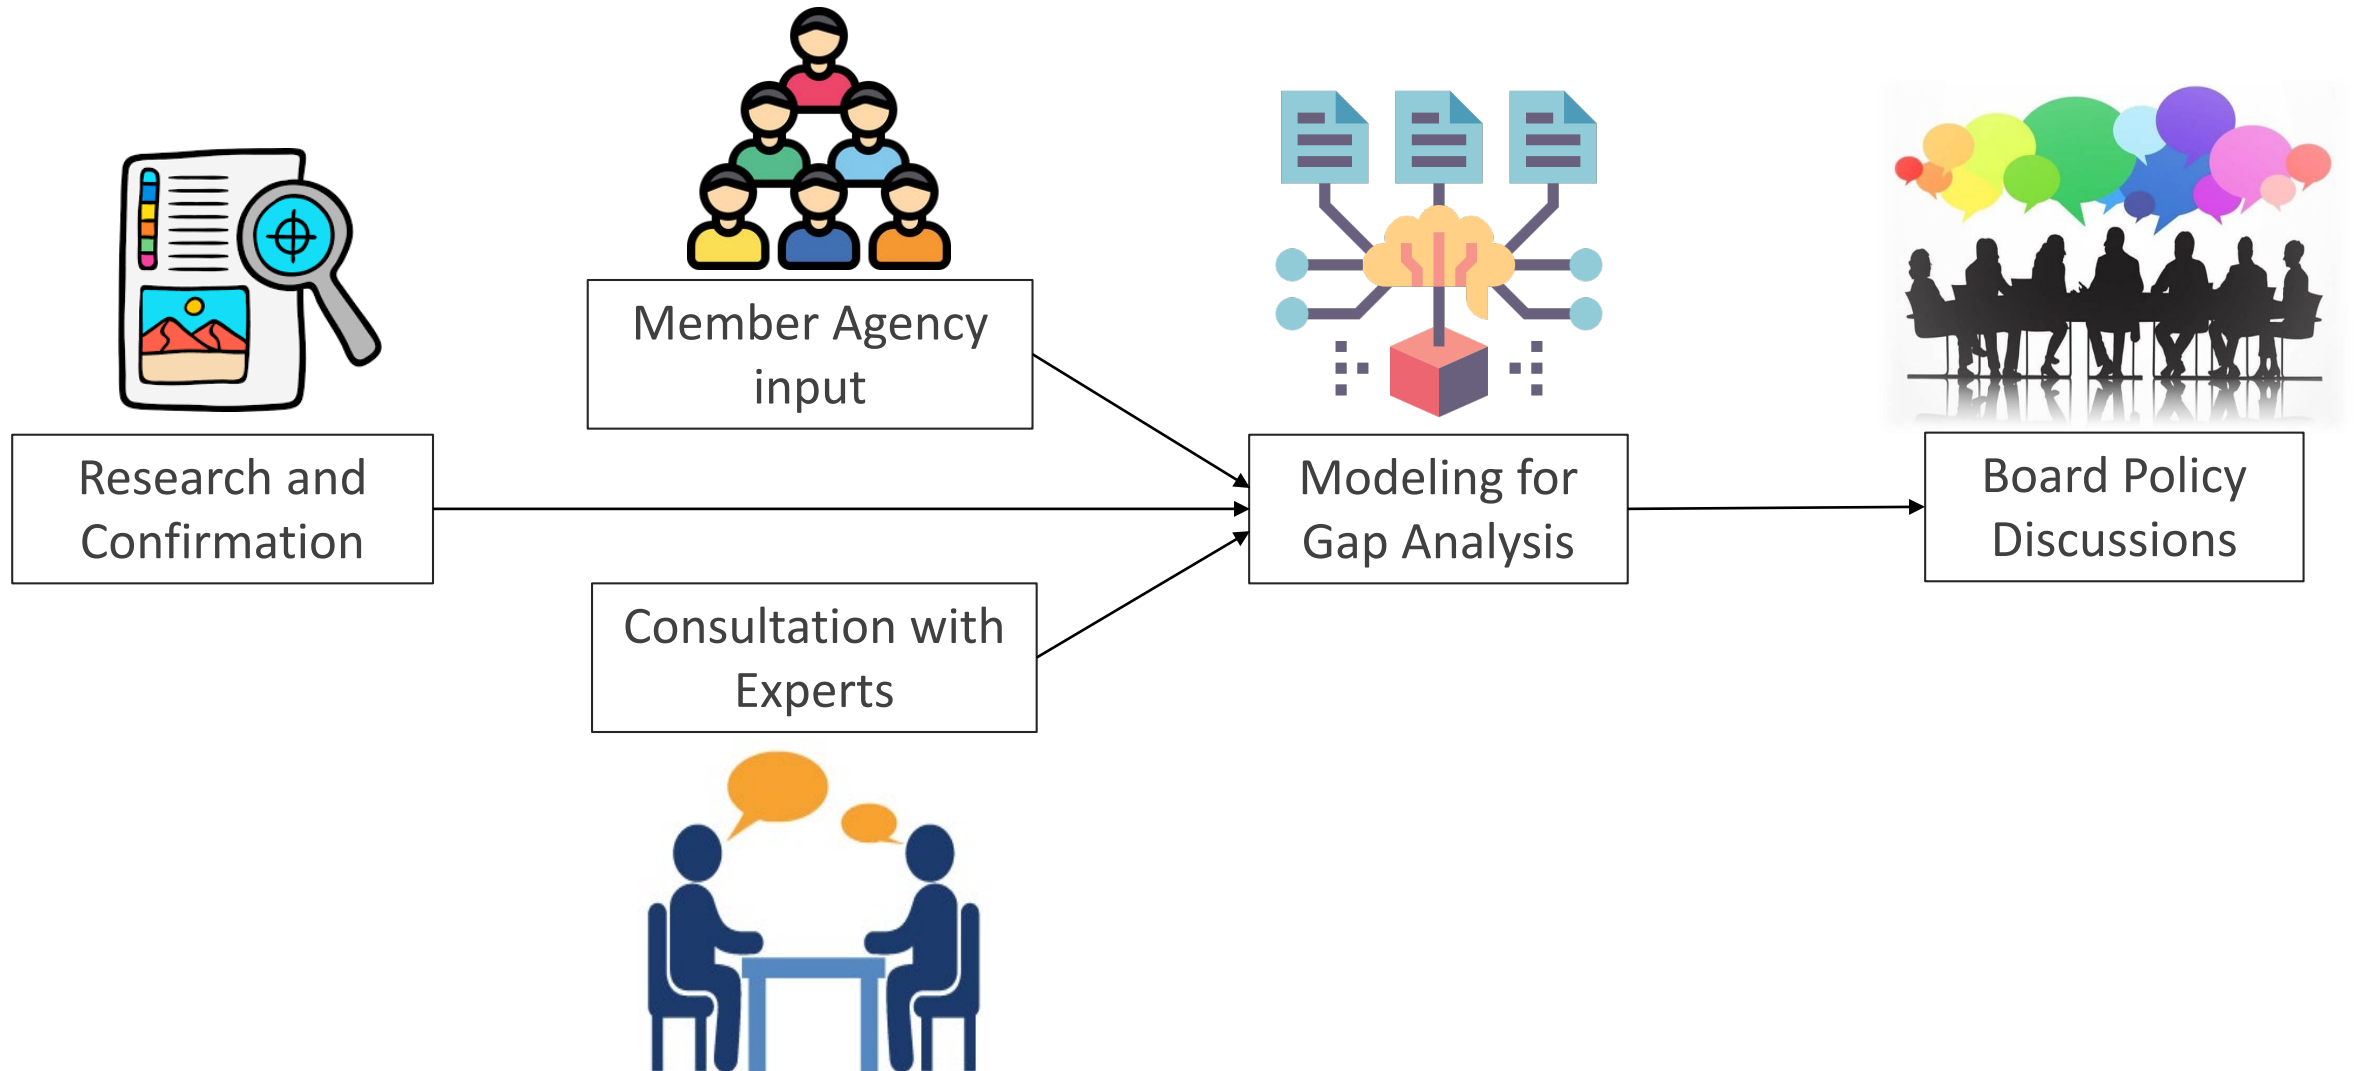 Member Agency
input
Research and
Confirmation
Modeling for
Gap Analysis
Board Policy
Discussions
Consultation with
Experts